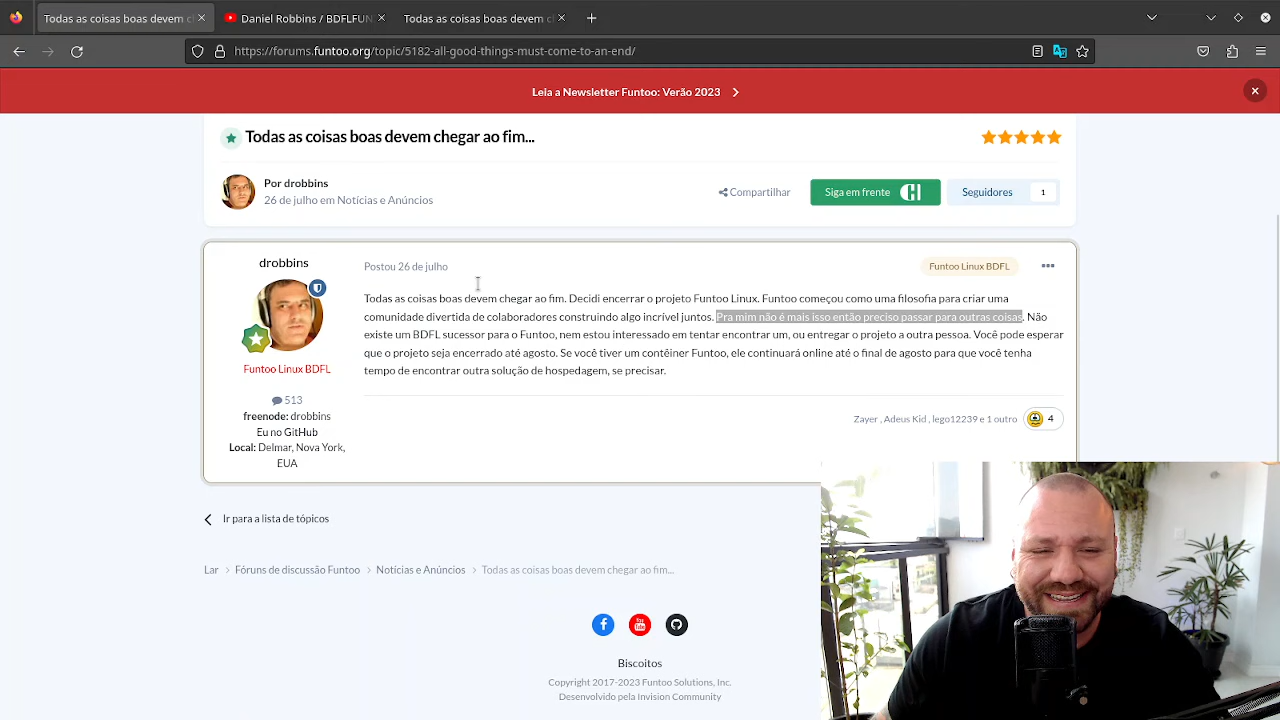 Todas as coisas boas devem c
Daniel Robbins / BDFLFUN
Todas as coisas boas devem c
https://forums.funtoo.org/topic/5182-all-good-things-must-come-to-an-end/
Leia a Newsletter Funtoo: Verão 2023
Todas as coisas boas devem chegar ao fim...
Por drobbins
26 de julho em Notícias e Anúncios
Compartilhar
Siga em frente
Seguidores
1
drobbins
Funtoo Linux BDFL
513
freenode: drobbins
Eu no GitHub
Local: Delmar, Nova York,
EUA
Postou 26 de julho
Funtoo Linux BDFL
Todas as coisas boas devem chegar ao fim. Decidi encerrar o projeto Funtoo Linux. Funtoo começou como uma filosofia para criar uma
comunidade divertida de colaboradores construindo algo incrível juntos. Pra mim não é mais isso então preciso passar para outras coisas. Não
existe um BDFL sucessor para o Funtoo, nem estou interessado em tentar encontrar um, ou entregar o projeto a outra pessoa. Você pode esperar
que o projeto seja encerrado até agosto. Se você tiver um contêiner Funtoo, ele continuará online até o final de agosto para que você tenha
tempo de encontrar outra solução de hospedagem, se precisar.
Zayer , Adeus Kid , lego12239 e 1 outro
4
Ir para a lista de tópicos
Lar
Fóruns de discussão Funtoo
Notícias e Anúncios
Todas as coisas boas devem chegar ao fim...
Biscoitos
Copyright 2017-2023 Funtoo Solutions, Inc.
Desenvolvido pela Invision Community